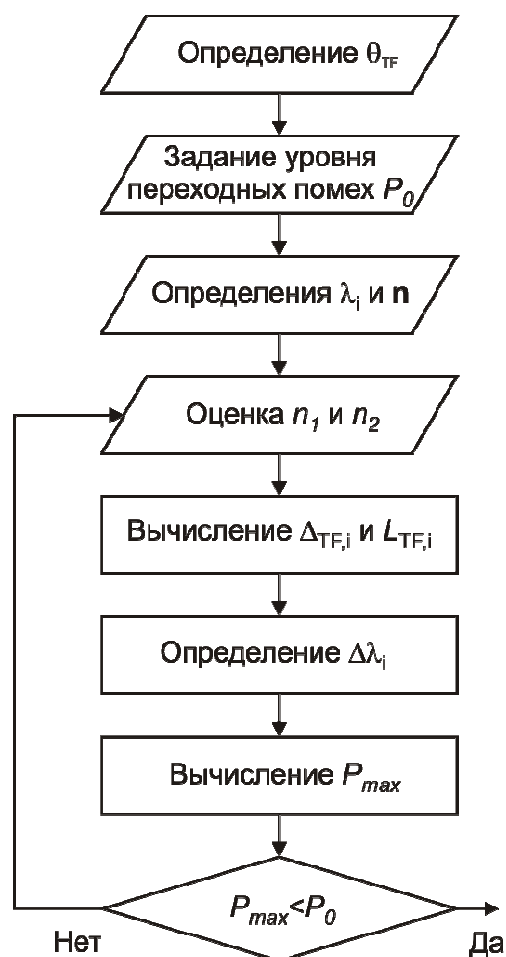 Определение θTF
Задание уровня
переходных помех P0
Определения λi и n
Оценка n1 и n2
Вычисление ΔTF,i и LTF,i
Определение Δλi
Вычисление Pmax
Pmax<P0
Нет
Да